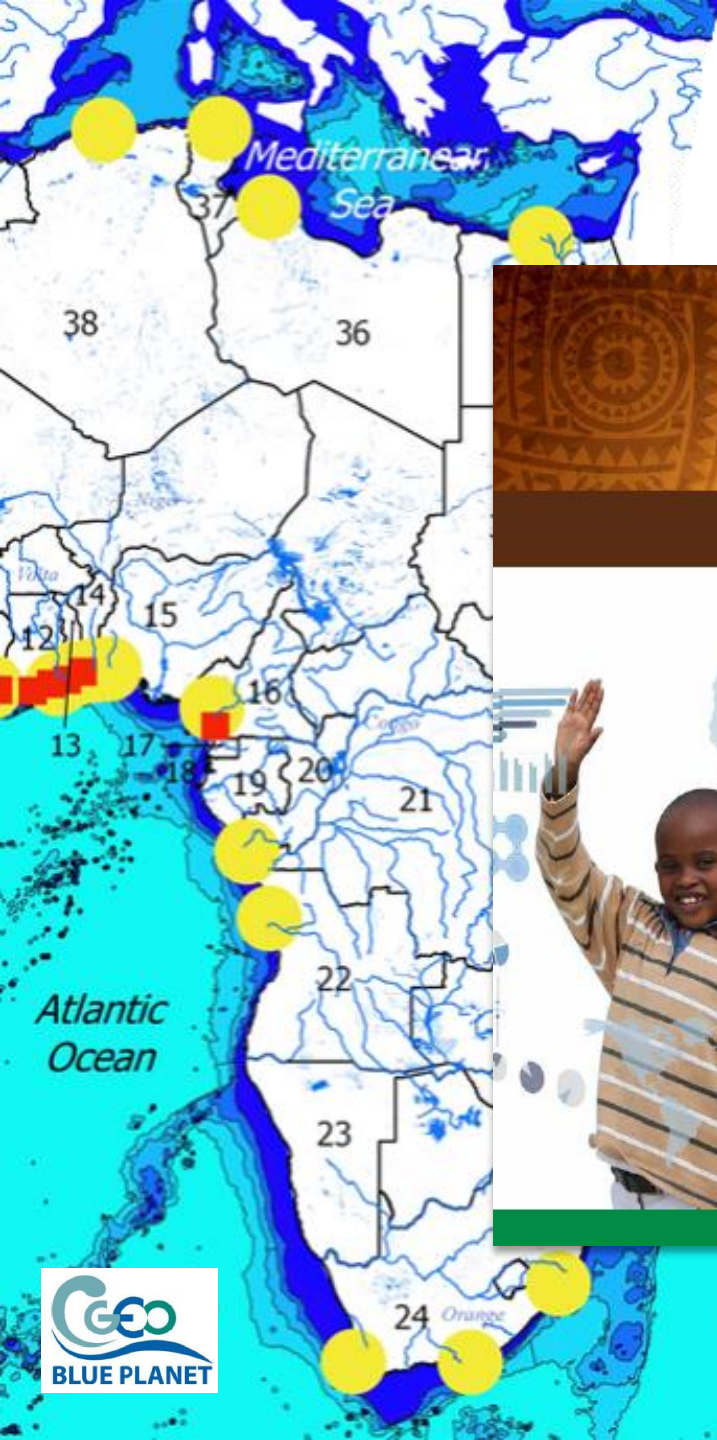 Mediterranean
Sea
37
38
36
Niger
Volta
14
15
12
16
Congo
13
17
18
19
20
21
22
Atlantic
Ocean
23
24
Orange
GEO
BLUE PLANET